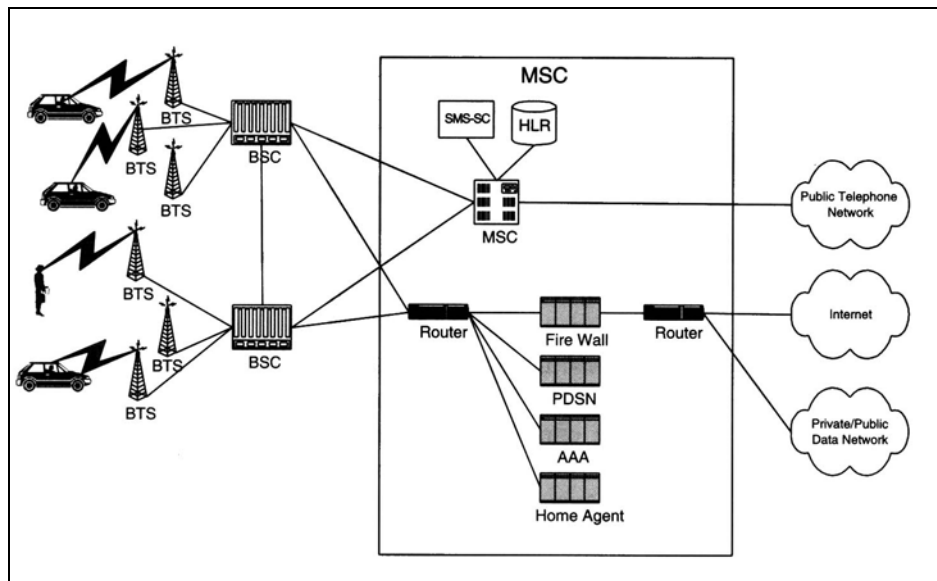 MSC
SMS-SC
HLR
BTS
BSC
BTS
BTS
MSC
Public Telephone
Network
BTS
BTS
BTS
BSC
Router
Fire Wall
Router
Internet
PDSN
AAA
Home Agent
Private/Public
Data Network